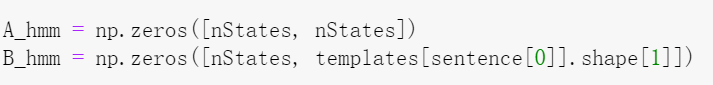 A_hmm = np.zeros([nStates, nStates])
B_hmm = np.zeros([nStates, templates[sentence[0]].shape[1]])